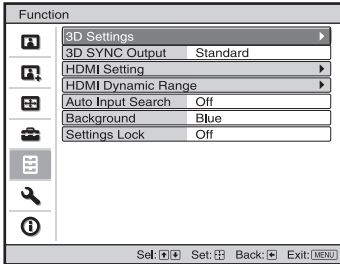 Function
3D Settings
3D SYNC Output Standard
HDMI Setting
HDMI Dynamic Range
Auto Input Search Off
Background Blue
Settings Lock Off
Sel: Set: Back: Exit: MENU